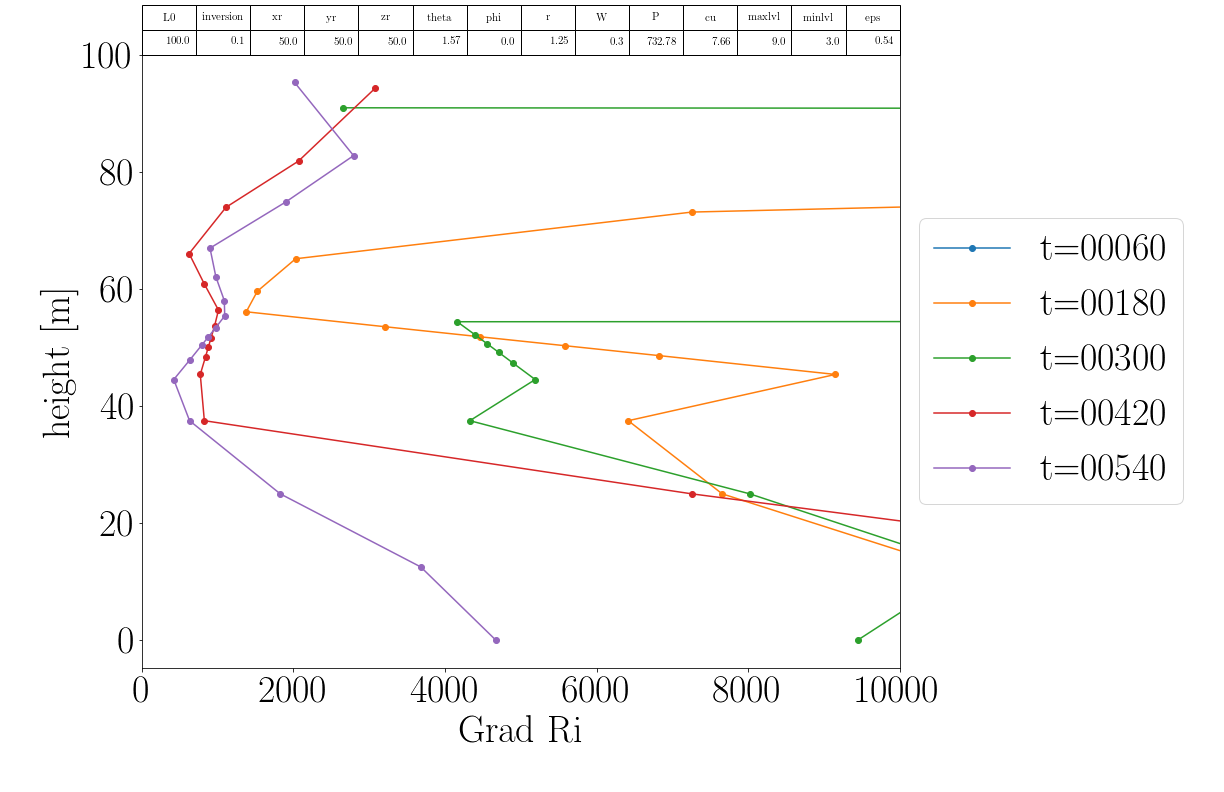 L0 inversion xr yr zr theta phi r W P cu maxlvl minlvl eps
100.0 0.1 50.0 50.0 50.0 1.57 0.0 1.25 0.3 732.78 7.66 9.0 3.0 0.54
100
80
60
40
20
0
height [m]
0 2000 4000 6000 8000 10000
Grad Ri
t=00060
t=00180
t=00300
t=00420
t=00540